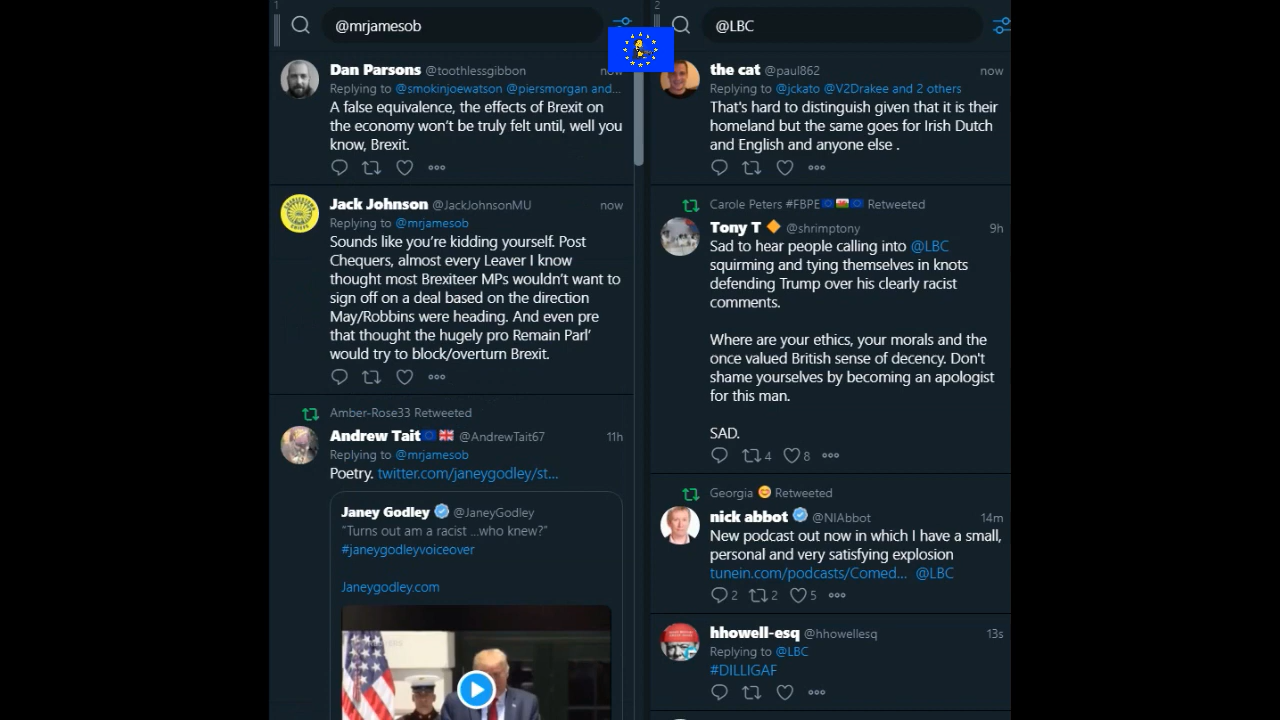 1
@mrjamesob
Dan Parsons @toothlessgibbon now
Replying to @smokinjoewatson @piersmorgan and...
A false equivalence, the effects of Brexit on
the economy won't be truly felt until, well you
know, Brexit.
Jack Johnson @JackJohnsonMU now
Replying to @mrjamesob
Sounds like you're kidding yourself. Post
Chequers, almost every Leaver I know
thought most Brexiteer MPs wouldn't want to
sign off on a deal based on the direction
May/Robbins were heading. And even pre
that thought the hugely pro Remain Parl'
would try to block/overturn Brexit.
Amber-Rose33 Retweeted
Andrew Tait @AndrewTait67 11h
Replying to @mrjamesob
Poetry. twitter.com/janeygodley/st...
Janey Godley @JaneyGodley
"Turns out am a racist ...who knew?"
#janeygodleyvoiceover
Janeygodley.com
2
@LBC
the cat @paul862 now
Replying to @jckato @V2Drakee and 2 others
That's hard to distinguish given that it is their
homeland but the same goes for Irish Dutch
and English and anyone else .
Carole Peters #FBPE Retweeted
Tony T @shrimptony 9h
Sad to hear people calling into @LBC
squirming and tying themselves in knots
defending Trump over his clearly racist
comments.
Where are your ethics, your morals and the
once valued British sense of decency. Don't
shame yourselves by becoming an apologist
for this man.
SAD.
4 8
Georgia Retweeted
nick abbot @NIAbbot 14m
New podcast out now in which I have a small,
personal and very satisfying explosion
tunein.com/podcasts/Comed... @LBC
2 2 5
hhowell-esq @hhowellesq 13s
Replying to @LBC
#DILLIGAF